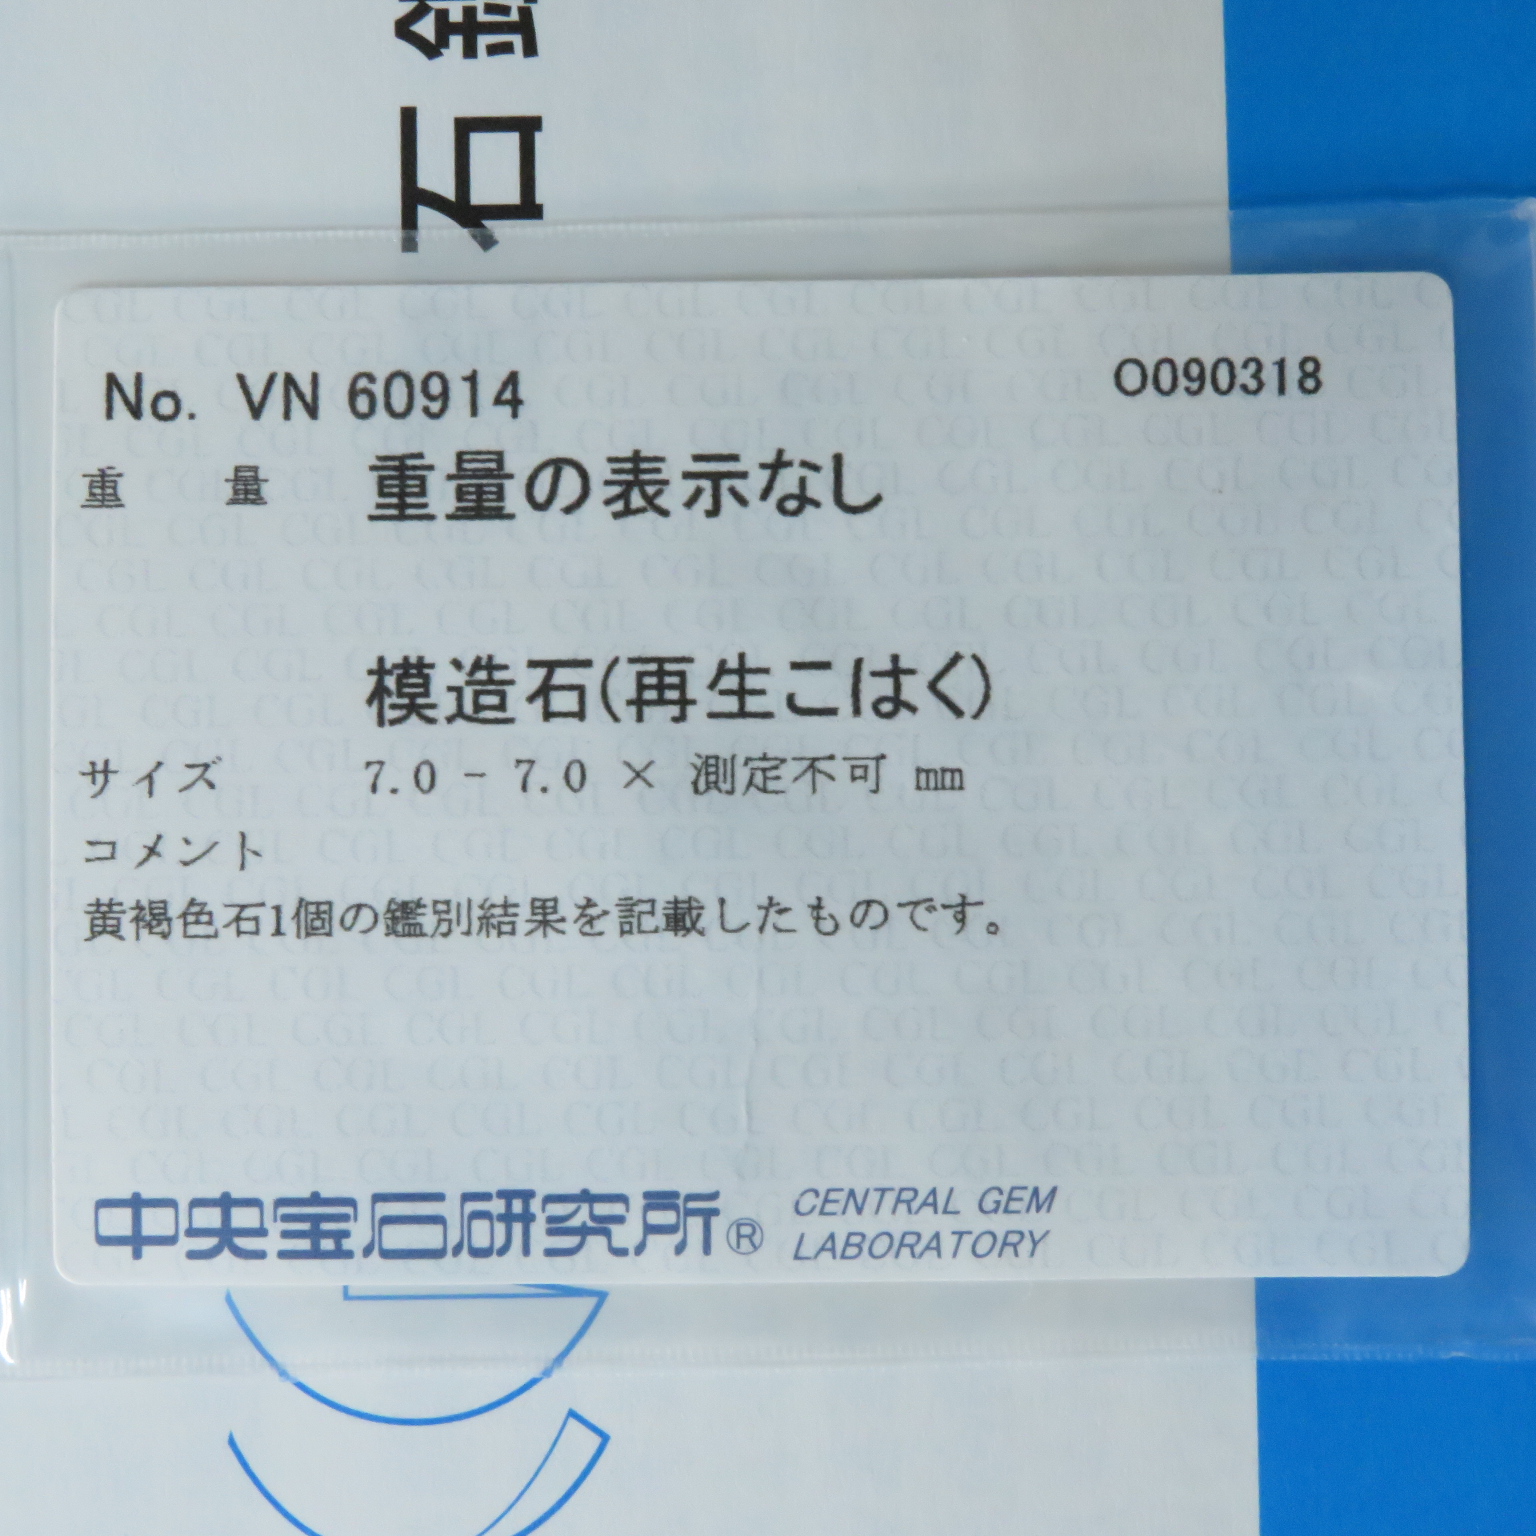 石
No. VN 60914
O090318
重 量 重量の表示なし
模造石(再生こはく)
サイズ 7.0 - 7.0 × 測定不可 mm
コメント
黄褐色石1個の鑑別結果を記載したものです。
中央宝石研究所® CENTRAL GEM
LABORATORY